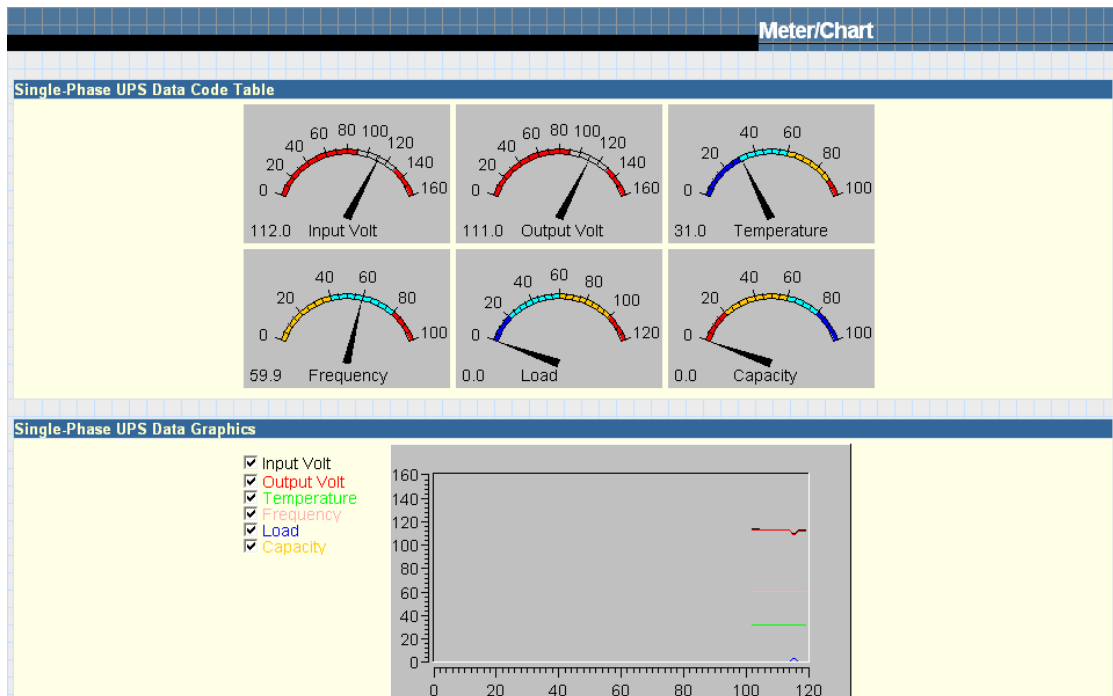 Meter/Chart
Single-Phase UPS Data Code Table
0 20 40 60 80 100 120 140 160
112.0 Input Volt
0 20 40 60 80 100 120 140 160
111.0 Output Volt
0 20 40 60 80 100
31.0 Temperature
0 20 40 60 80 100
59.9 Frequency
0 20 40 60 80 100 120
0.0 Load
0 20 40 60 80 100
0.0 Capacity
Single-Phase UPS Data Graphics
Input Volt
Output Volt
Temperature
Frequency
Load
Capacity
160
140
120
100
80
60
40
20
0
0 20 40 60 80 100 120